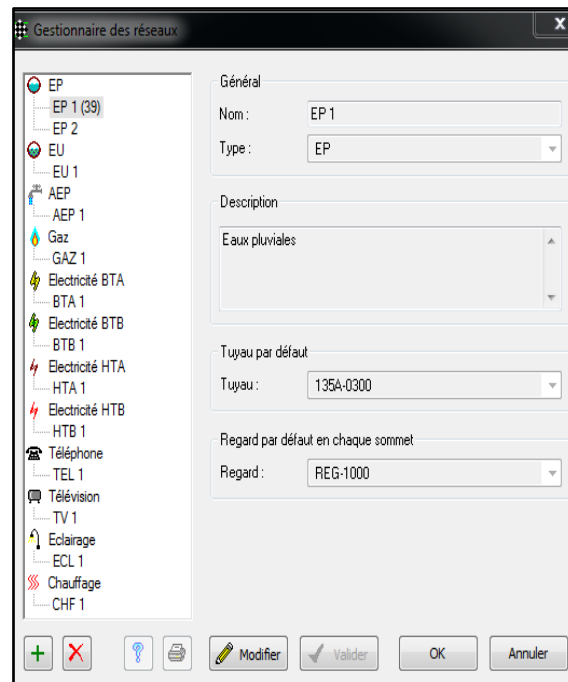 Gestionnaire des réseaux
X
EP
EP 1 (39)
EP 2
EU
EU 1
AEP
AEP 1
Gaz
GAZ 1
Electricité BTA
BTA 1
Electricité BTB
BTB 1
Electricité HTA
HTA 1
Electricité HTB
HTB 1
Téléphone
TEL 1
Télévision
TV 1
Eclairage
ECL 1
Chauffage
CHF 1
Général
Nom : EP 1
Type : EP
Description
Eaux pluviales
Tuyau par défaut
Tuyau : 135A-0300
Regard par défaut en chaque sommet
Regard : REG-1000
Modifier Valider OK Annuler